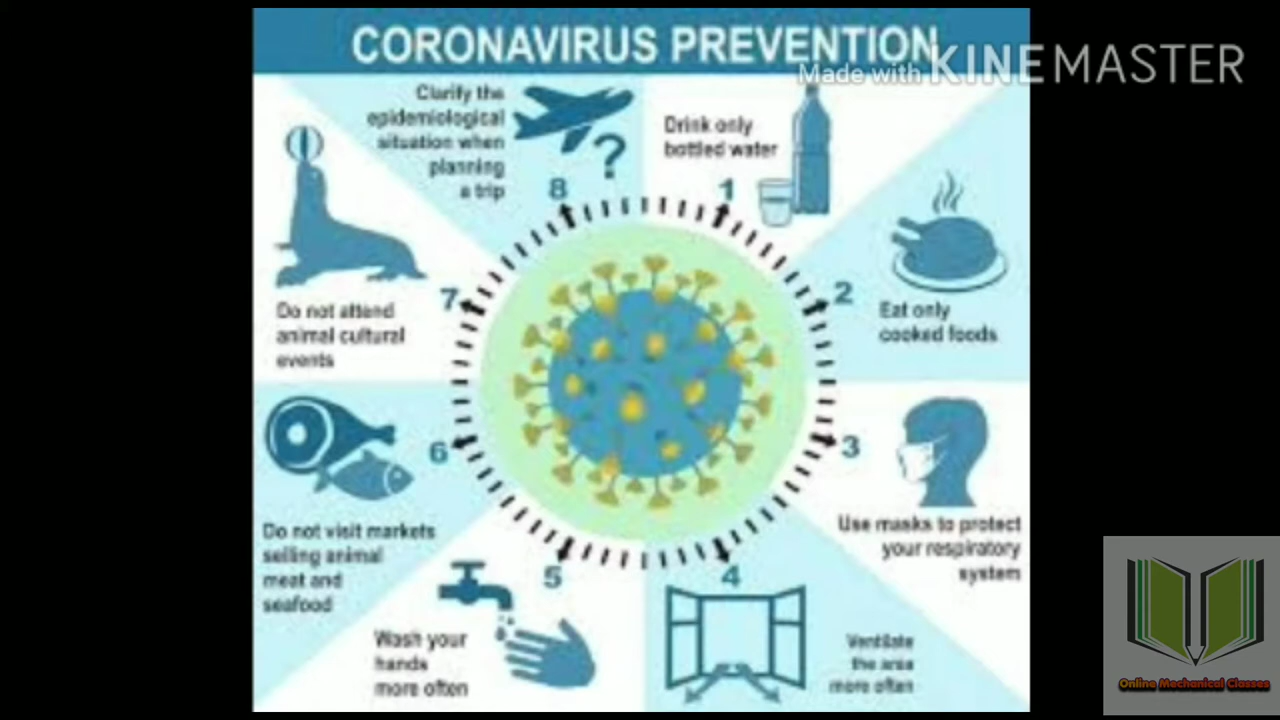 CORONAVIRUS PREVENTION
Made with KINEMASTER
Clarify the
epidemiological
situation when
planning
a trip
8
Drink only
bottled water
1
2
Eat only
cooked foods
3
Use masks to protect
your respiratory
system
4
Ventilate
the area
more often
5
Wash your
hands
more often
6
Do not visit markets
selling animal
meat and
seafood
7
Do not attend
animal cultural
events
?
Online Mechanical Classes